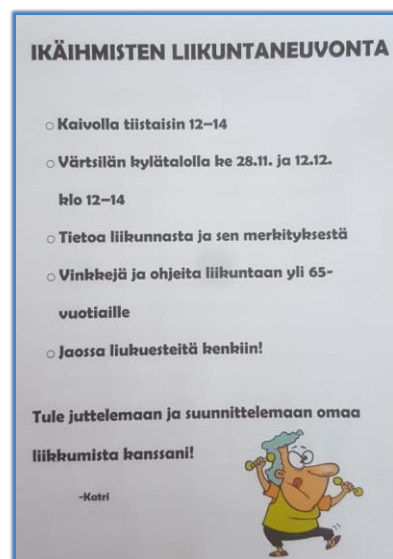 IKÄIHMISTEN LIIKUNTANEUVONTA
○ Kaivolla tiistaisin 12–14
○ Värtsilän kylätalolla ke 28.11. ja 12.12.
klo 12–14
○ Tietoa liikunnasta ja sen merkityksestä
○ Vinkkejä ja ohjeita liikuntaan yli 65-
vuotiaille
○ Jaossa liukuesteitä kenkiin!
Tule juttelemaan ja suunnittelemaan omaa
liikkumista kanssani!
-Katri